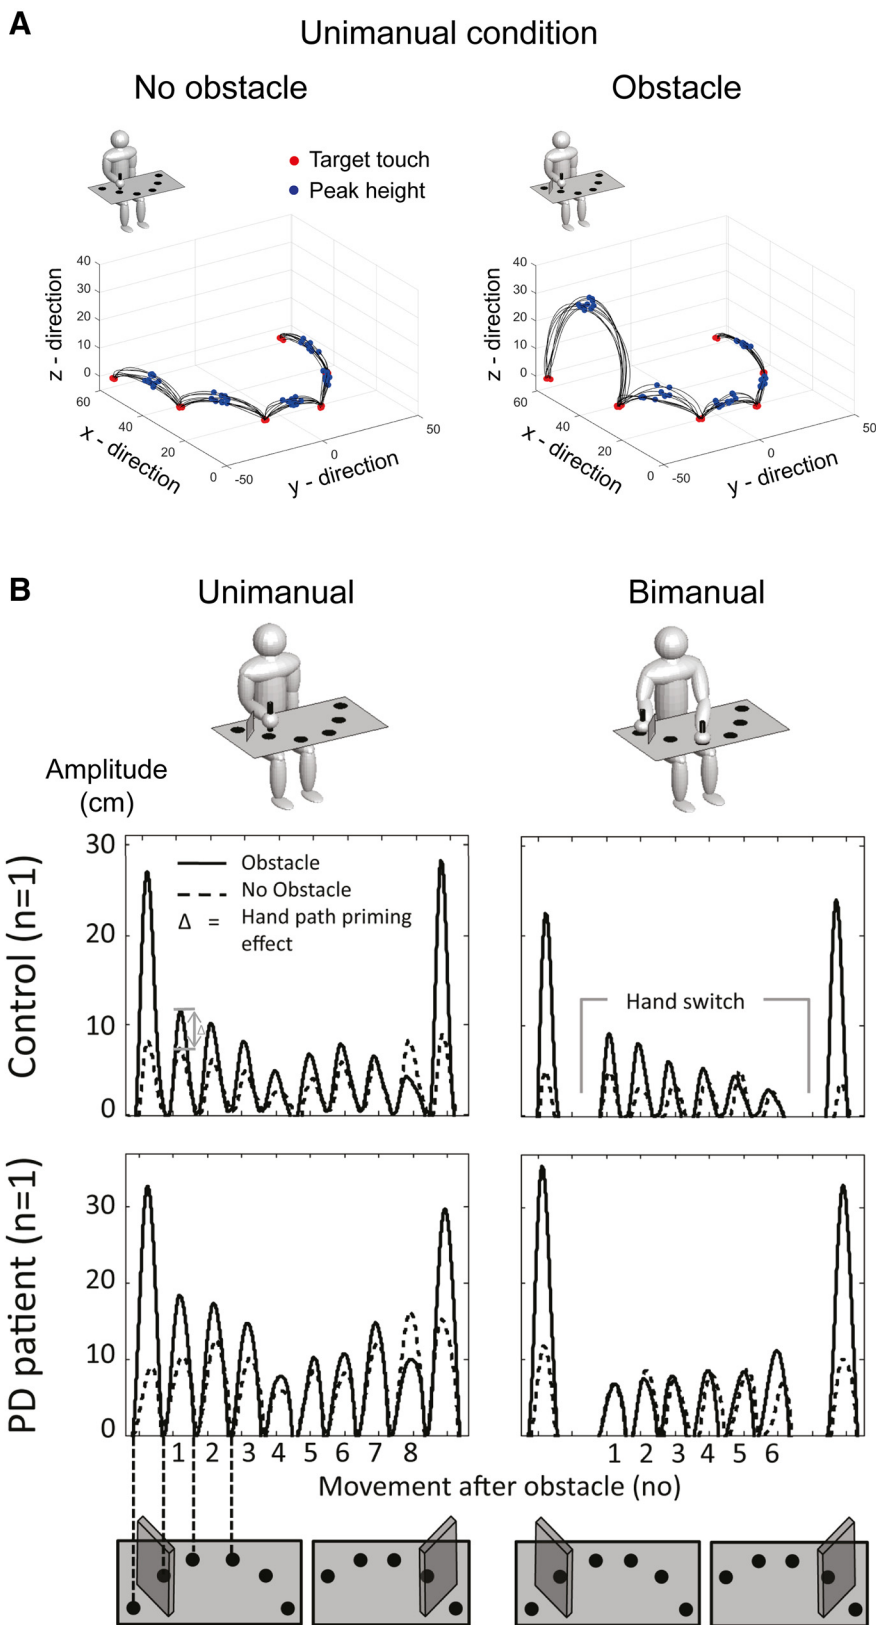 A
Unimanual condition
No obstacle
Obstacle
Target touch
Peak height
z - direction
40
30
20
10
0
60
40
20
0
x - direction
-50
0
50
y - direction
z - direction
40
30
20
10
0
60
40
20
0
x - direction
-50
0
50
y - direction
B
Unimanual
Bimanual
Amplitude
(cm)
Control (n=1)
30
20
10
0
Obstacle
No Obstacle
Δ = Hand path priming
effect
Δ
Hand switch
PD patient (n=1)
30
20
10
0
1 2 3 4 5 6 7 8
1 2 3 4 5 6
Movement after obstacle (no)